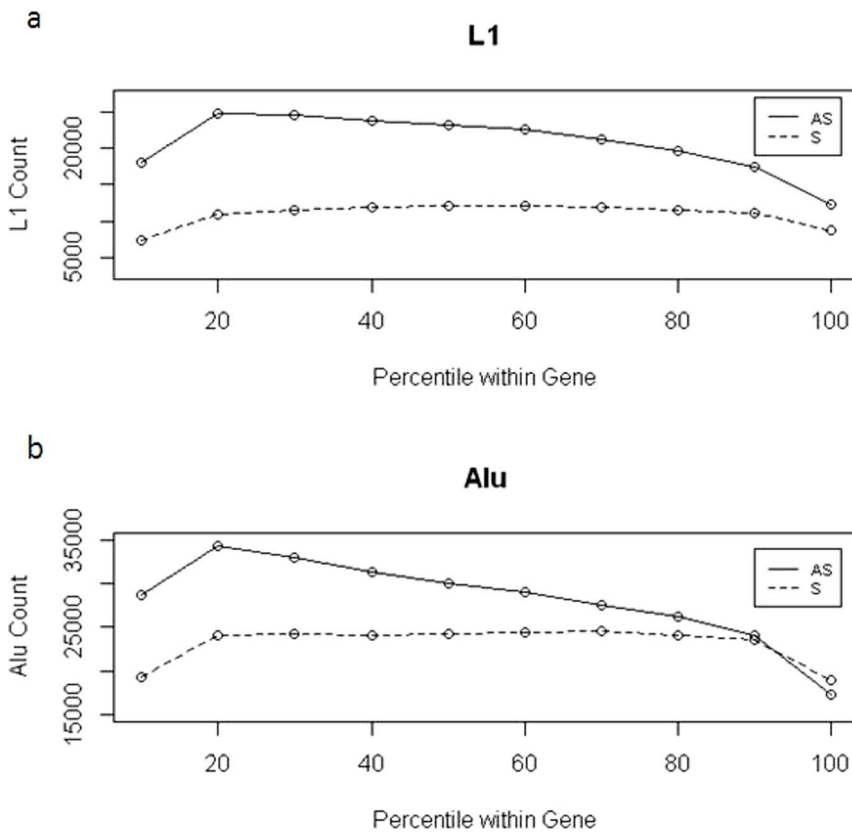 a
L1
L1 Count
20000
5000
AS
S
20
40
60
80
100
Percentile within Gene
b
Alu
Alu Count
35000
25000
15000
AS
S
20
40
60
80
100
Percentile within Gene